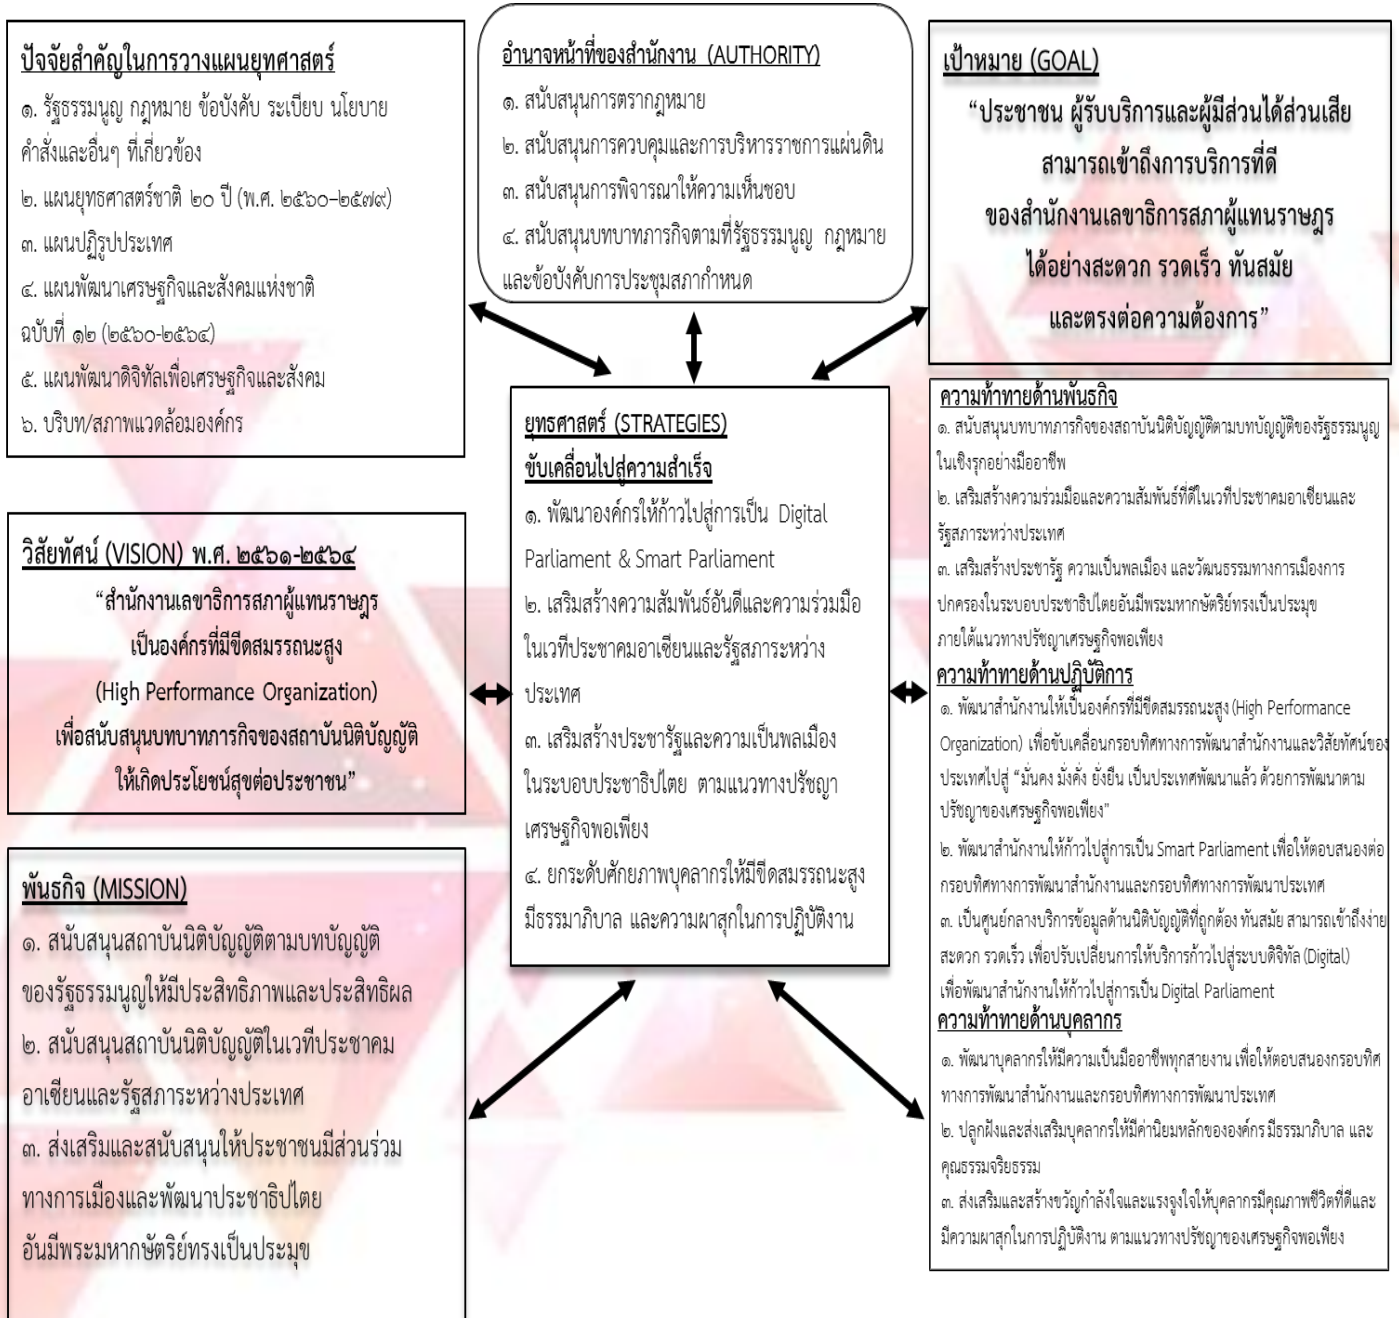 ปัจจัยสำคัญในการวางแผนยุทศาสตร์
๑. รัฐธรรมนูญ กฎหมาย ข้อบังคับ ระเบียบ นโยบาย
คำสั่งและอื่นๆ ที่เกี่ยวข้อง
๒. แผนยุทธศาสตร์ชาติ ๒๐ ปี (พ.ศ. ๒๕๖๐–๒๕๗๙)
๓. แผนปฏิรูปประเทศ
๔. แผนพัฒนาเศรษฐกิจและสังคมแห่งชาติ
ฉบับที่ ๑๒ (๒๕๖๐-๒๕๖๔)
๕. แผนพัฒนาดิจิทัลเพื่อเศรษฐกิจและสังคม
๖. บริบท/สภาพแวดล้อมองค์กร
อำนาจหน้าที่ของสำนักงาน (AUTHORITY)
๑. สนับสนุนการตรากฎหมาย
๒. สนับสนุนการควบคุมและการบริหารราชการแผ่นดิน
๓. สนับสนุนการพิจารณาให้ความเห็นชอบ
๔. สนับสนุนบทบาทภารกิจตามที่รัฐธรรมนูญ กฎหมาย
และข้อบังคับการประชุมสภากำหนด
เป้าหมาย (GOAL)
“ประชาชน ผู้รับบริการและผู้มีส่วนได้ส่วนเสีย
สามารถเข้าถึงการบริการที่ดี
ของสำนักงานเลขาธิการสภาผู้แทนราษฎร
ได้อย่างสะดวก รวดเร็ว ทันสมัย
และตรงต่อความต้องการ”
วิสัยทัศน์ (VISION) พ.ศ. ๒๕๖๑-๒๕๖๔
“สำนักงานเลขาธิการสภาผู้แทนราษฎร
เป็นองค์กรที่มีขีดสมรรถนะสูง
(High Performance Organization)
เพื่อสนับสนุนบทบาทภารกิจของสถาบันนิติบัญญัติ
ให้เกิดประโยชน์สุขต่อประชาชน”
ยุทธศาสตร์ (STRATEGIES)
ขับเคลื่อนไปสู่ความสำเร็จ
๑. พัฒนาองค์กรให้ก้าวไปสู่การเป็น Digital
Parliament & Smart Parliament
๒. เสริมสร้างความสัมพันธ์อันดีและความร่วมมือ
ในเวทีประชาคมอาเซียนและรัฐสภาระหว่าง
ประเทศ
๓. เสริมสร้างประชารัฐและความเป็นพลเมือง
ในระบอบประชาธิปไตย ตามแนวทางปรัชญา
เศรษฐกิจพอเพียง
๔. ยกระดับศักยภาพบุคลากรให้มีขีดสมรรถนะสูง
มีธรรมาภิบาล และความผาสุกในการปฏิบัติงาน
ความท้าทายด้านพันธกิจ
๑. สนับสนุนบทบาทภารกิจของสถาบันนิติบัญญัติตามบทบัญญัติของรัฐธรรมนูญ
ในเชิงรุกอย่างมืออาชีพ
๒. เสริมสร้างความร่วมมือและความสัมพันธ์ที่ดีในเวทีประชาคมอาเซียนและ
รัฐสภาระหว่างประเทศ
๓. เสริมสร้างประชารัฐ ความเป็นพลเมือง และวัฒนธรรมทางการเมืองการ
ปกครองในระบอบประชาธิปไตยอันมีพระมหากษัตริย์ทรงเป็นประมุข
ภายใต้แนวทางปรัชญาเศรษฐกิจพอเพียง
ความท้าทายด้านปฏิบัติการ
๑. พัฒนาสำนักงานให้เป็นองค์กรที่มีขีดสมรรถนะสูง (High Performance
Organization) เพื่อขับเคลื่อนกรอบทิศทางการพัฒนาสำนักงานและวิสัยทัศน์ของ
ประเทศไปสู่ “มั่นคง มั่งคั่ง ยั่งยืน เป็นประเทศพัฒนาแล้ว ด้วยการพัฒนาตาม
ปรัชญาของเศรษฐกิจพอเพียง”
๒. พัฒนาสำนักงานให้ก้าวไปสู่การเป็น Smart Parliament เพื่อให้ตอบสนองต่อ
กรอบทิศทางการพัฒนาสำนักงานและกรอบทิศทางการพัฒนาประเทศ
๓. เป็นศูนย์กลางบริการข้อมูลด้านนิติบัญญัติที่ถูกต้อง ทันสมัย สามารถเข้าถึงง่าย
สะดวก รวดเร็ว เพื่อปรับเปลี่ยนการให้บริการก้าวไปสู่ระบบดิจิทัล (Digital)
เพื่อพัฒนาสำนักงานให้ก้าวไปสู่การเป็น Digital Parliament
ความท้าทายด้านบุคลากร
๑. พัฒนาบุคลากรให้มีความเป็นมืออาชีพทุกสายงาน เพื่อให้ตอบสนองกรอบทิศ
ทางการพัฒนาสำนักงานและกรอบทิศทางการพัฒนาประเทศ
๒. ปลูกฝังและส่งเสริมบุคลากรให้มีค่านิยมหลักขององค์กร มีธรรมาภิบาล และ
คุณธรรมจริยธรรม
๓. ส่งเสริมและสร้างขวัญกำลังใจและแรงจูงใจให้บุคลากรมีคุณภาพชีวิตที่ดีและ
มีความผาสุกในการปฏิบัติงาน ตามแนวทางปรัชญาของเศรษฐกิจพอเพียง
พันธกิจ (MISSION)
๑. สนับสนุนสถาบันนิติบัญญัติตามบทบัญญัติ
ของรัฐธรรมนูญให้มีประสิทธิภาพและประสิทธิผล
๒. สนับสนุนสถาบันนิติบัญญัติในเวทีประชาคม
อาเซียนและรัฐสภาระหว่างประเทศ
๓. ส่งเสริมและสนับสนุนให้ประชาชนมีส่วนร่วม
ทางการเมืองและพัฒนาประชาธิปไตย
อันมีพระมหากษัตริย์ทรงเป็นประมุข